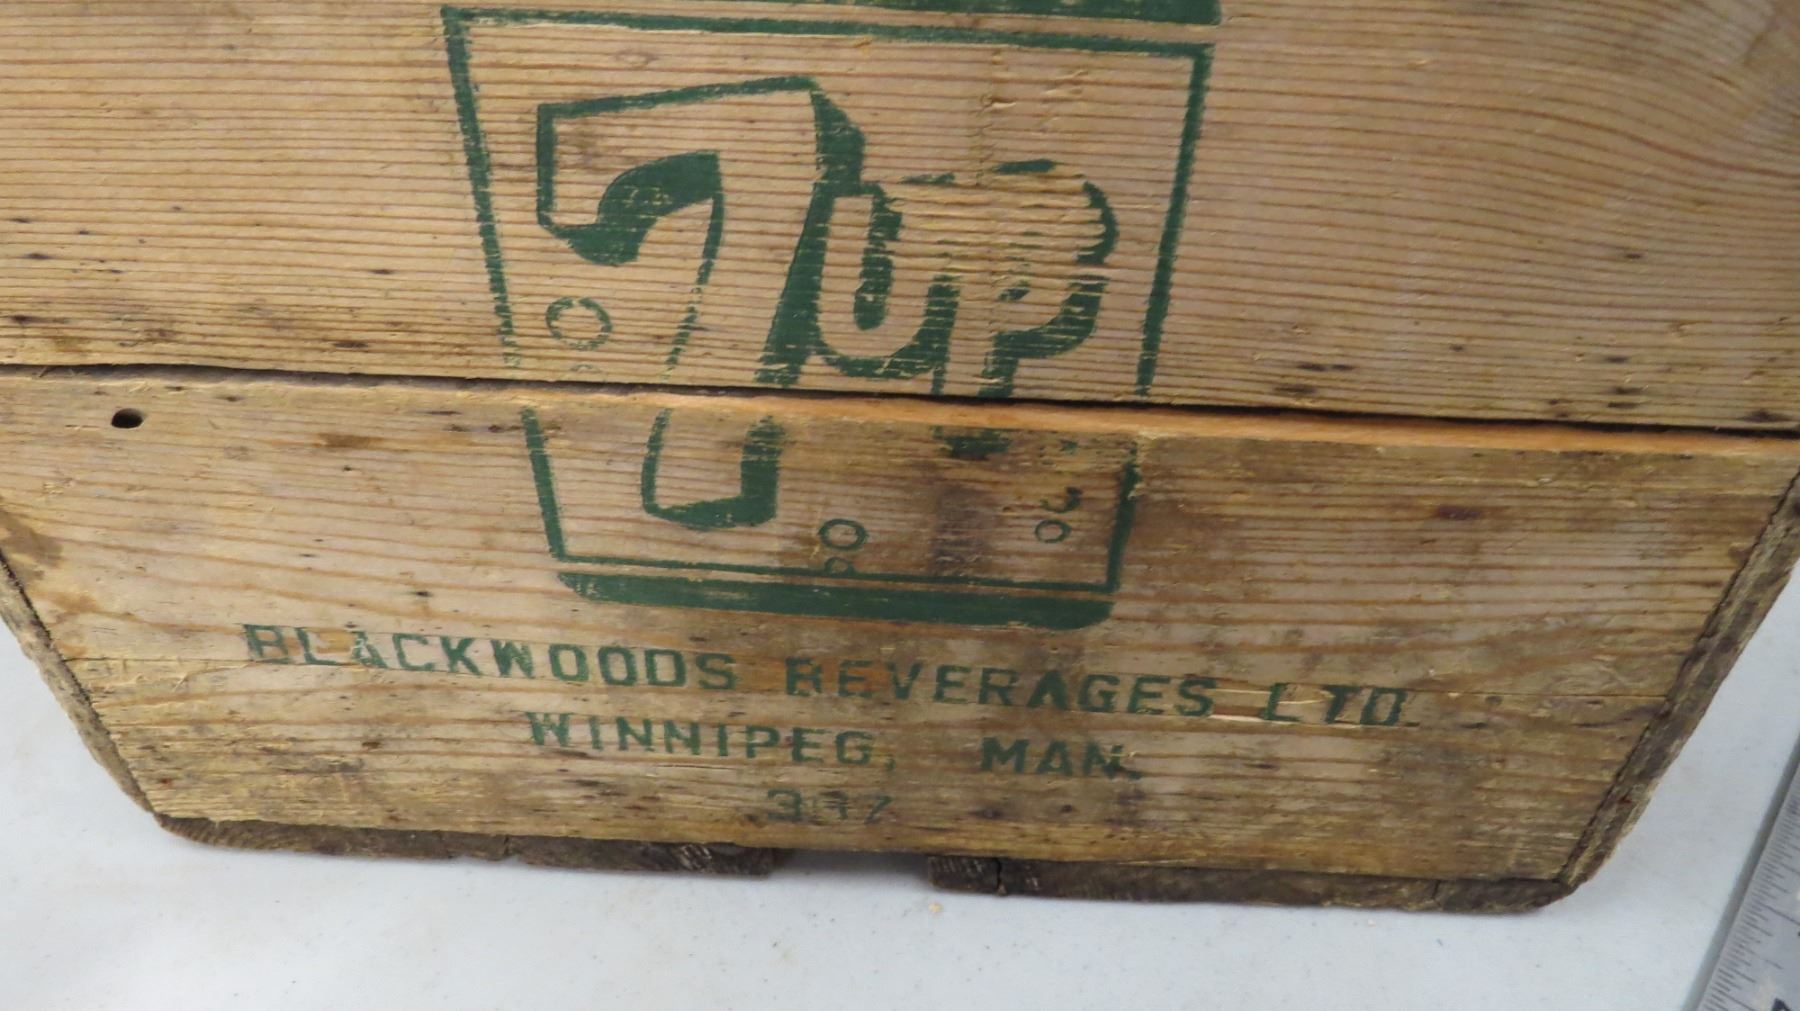 7UP
BLACKWOODS BEVERAGES LTD.
WINNIPEG, MAN.